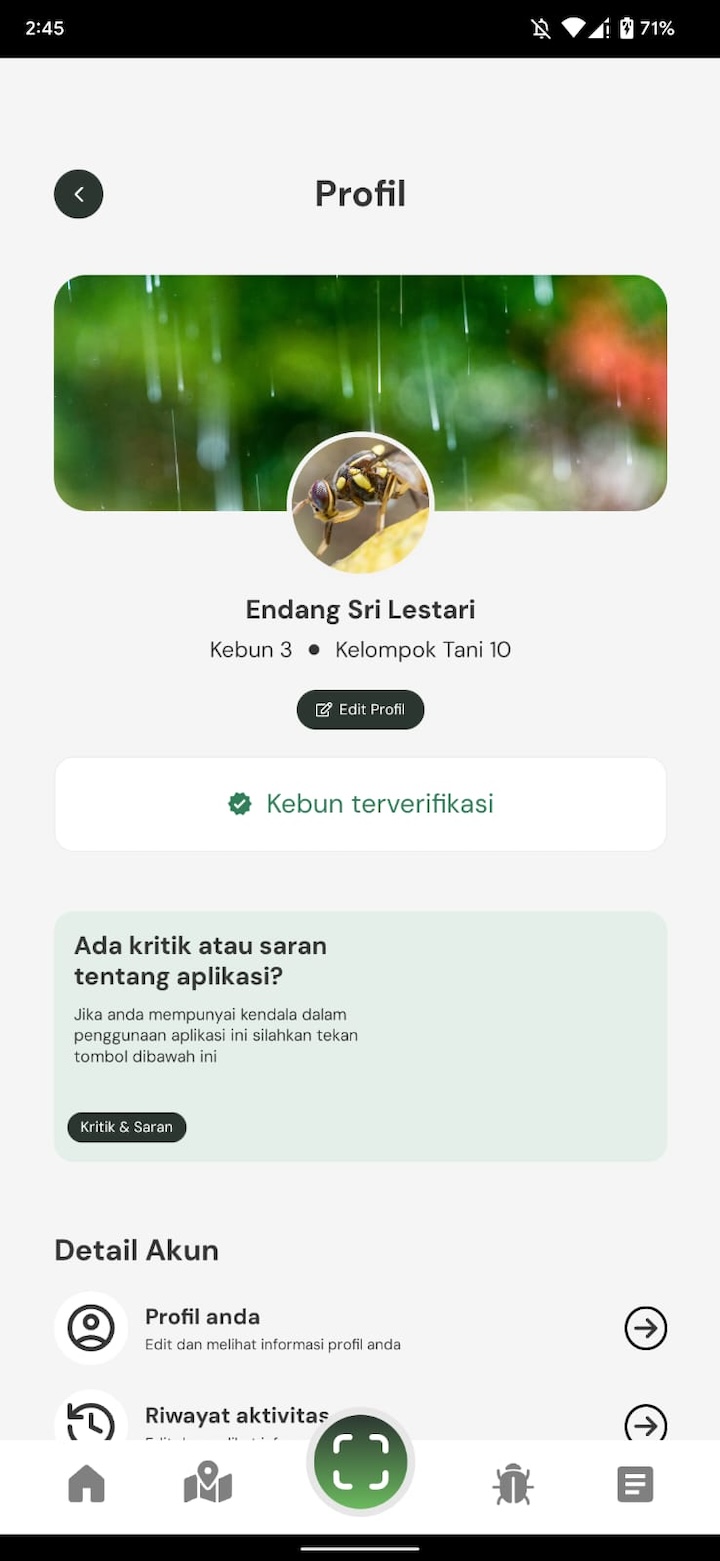 2:45
71%
Profil
Endang Sri Lestari
Kebun 3 ● Kelompok Tani 10
Edit Profil
Kebun terverifikasi
Ada kritik atau saran
tentang aplikasi?
Jika anda mempunyai kendala dalam
penggunaan aplikasi ini silahkan tekan
tombol dibawah ini
Kritik & Saran
Detail Akun
Profil anda
Edit dan melihat informasi profil anda
Riwayat aktivitas